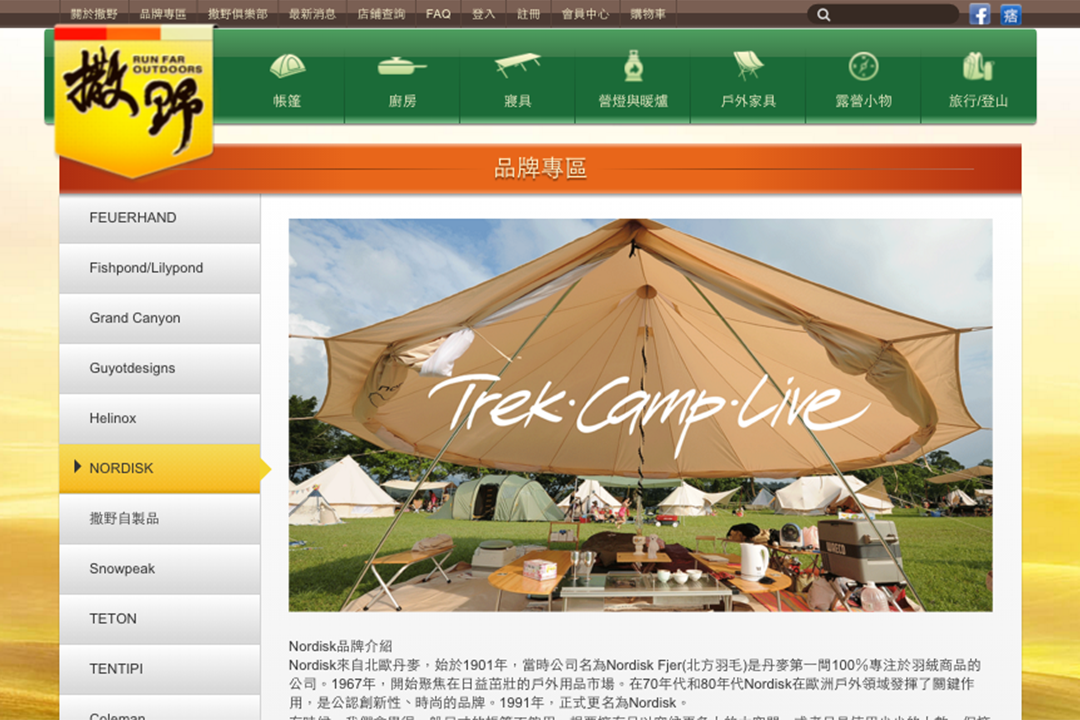 關於撒野 品牌專區 撒野俱樂部 最新消息 店鋪查詢 FAQ 登入 註冊 會員中心 購物車
撒野
RUN FAR
OUTDOORS
帳篷 廚房 寢具 營燈與暖爐 戶外家具 露營小物 旅行/登山
品牌專區
FEUERHAND
Fishpond/Lilypond
Grand Canyon
Guyotdesigns
Helinox
NORDISK
撒野自製品
Snowpeak
TETON
TENTIPI
Coleman
Trek·Camp·Live
WAECO
Nordisk品牌介紹
Nordisk來自北歐丹麥，始於1901年，當時公司名為Nordisk Fjer(北方羽毛)是丹麥第一間100%專注於羽絨商品的
公司。1967年，開始聚焦在日益茁壯的戶外用品市場。在70年代和80年代Nordisk在歐洲戶外領域發揮了關鍵作
用，是公認創新性、時尚的品牌。1991年，正式更名為Nordisk。